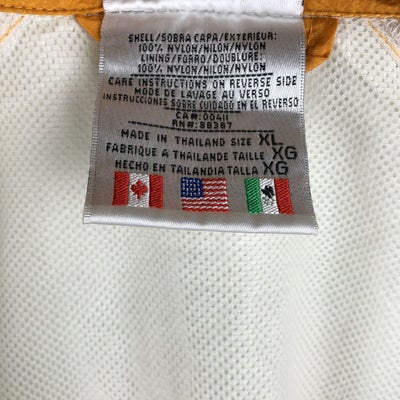 SHELL/SOBRA CAPA/EXTERIEUR:
100% NYLON/NILON/NYLON
LINING/FORRO/DOUBLURE:
100% NYLON/NILON/NYLON
CARE INSTRUCTIONS ON REVERSE SIDE
MODE DE LAVAGE AU VERSO
INSTRUCCIONIS SOBRE CUIDADO EN EL REVERSO
CA#: 00411
RN#: 88387
MADE IN THAILAND SIZE XL
FABRIQUE A THAILANDE TAILLE XG
HECHO EN TAILANDIA TALLA XG